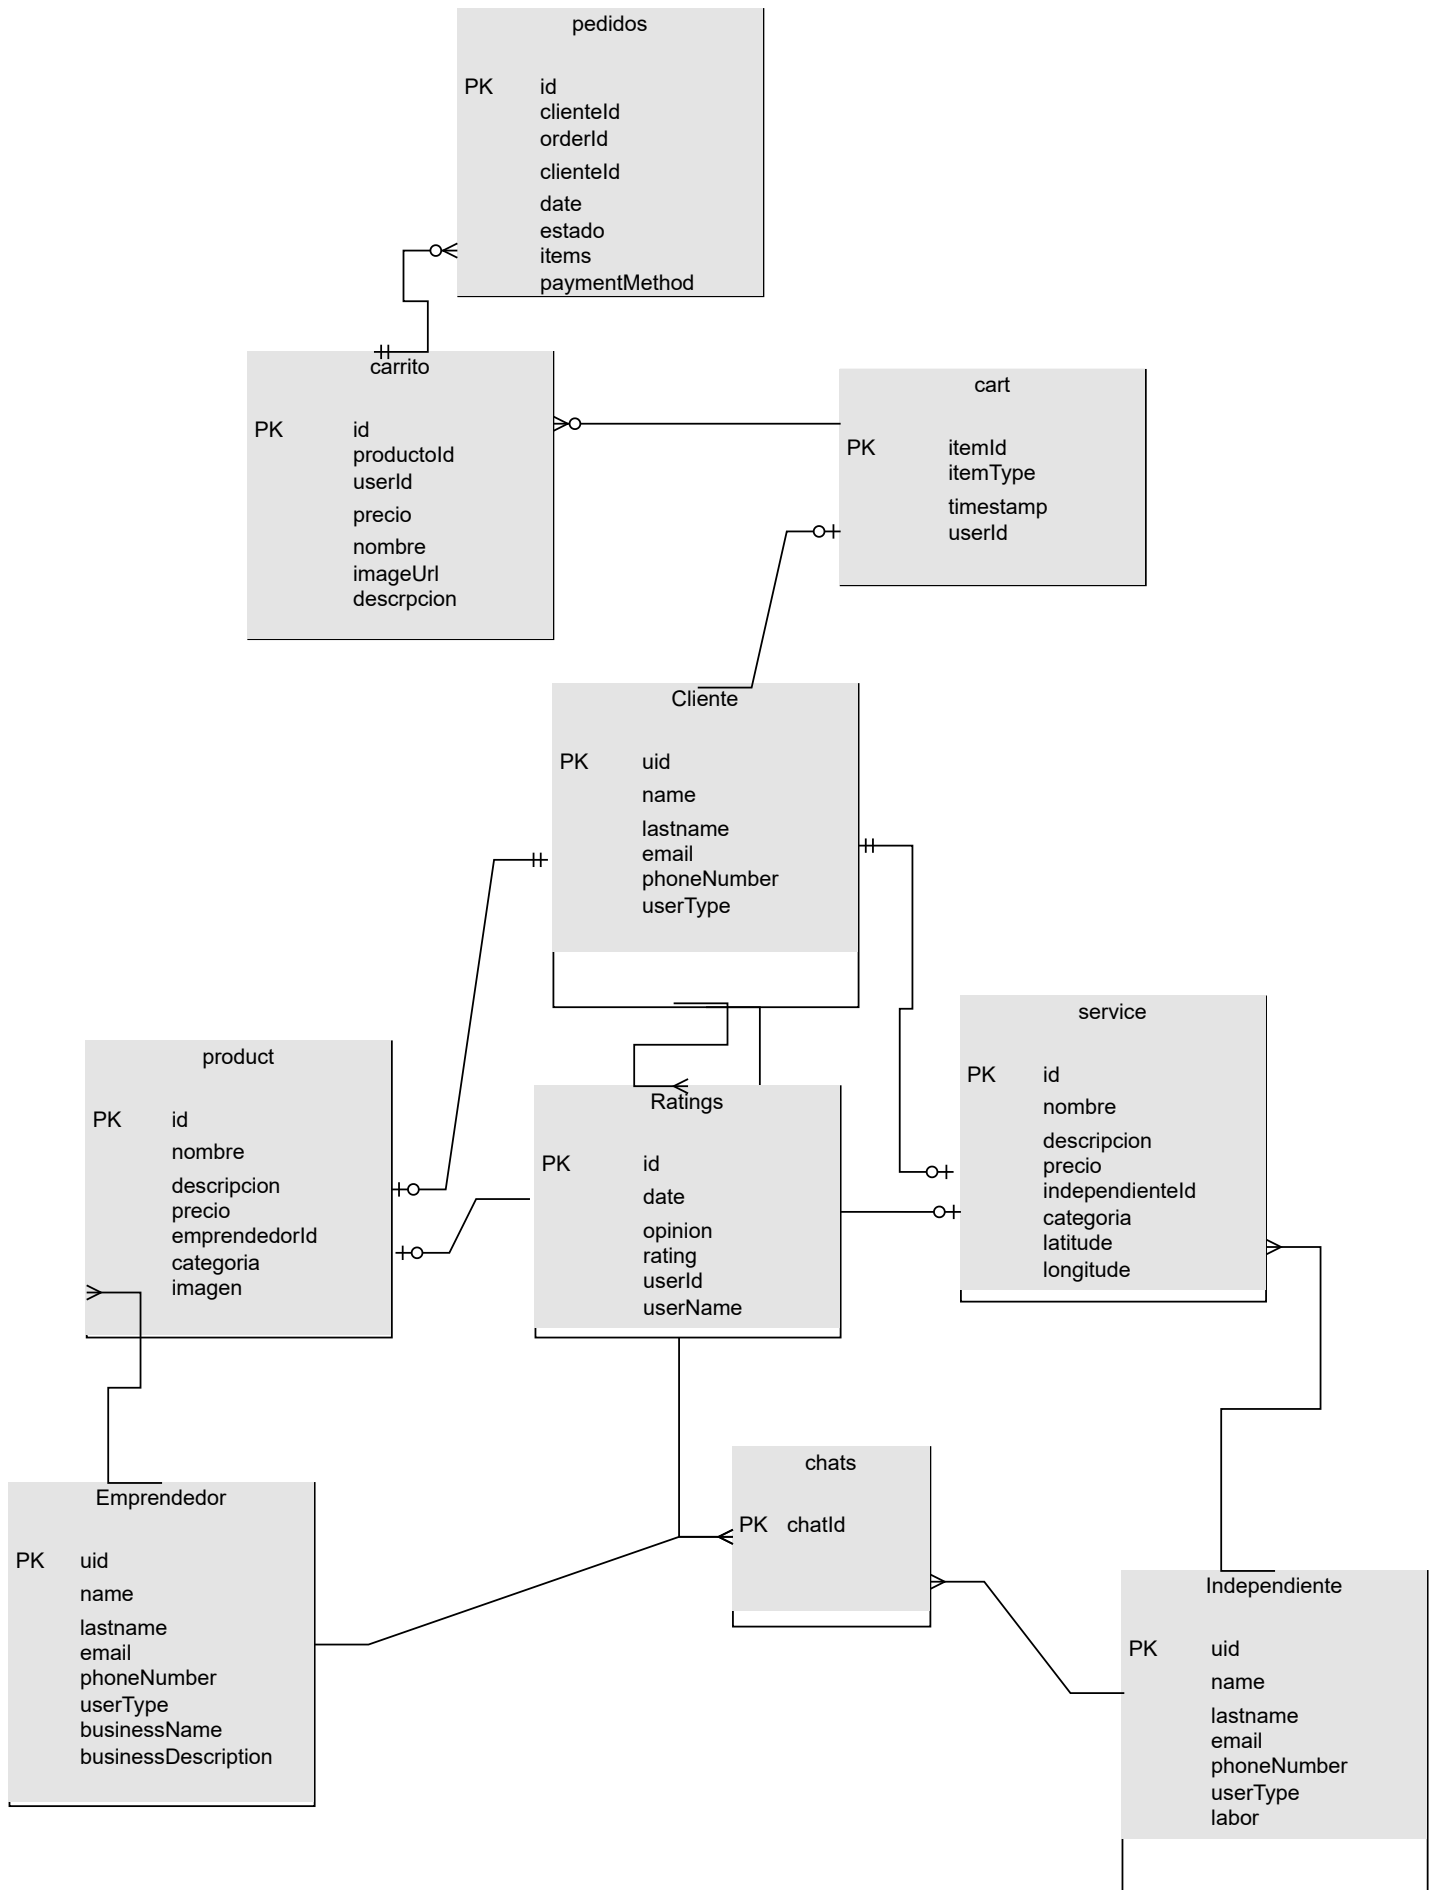 pedidos
PK id
clienteId
orderId
clienteId
date
estado
items
paymentMethod
carrito
PK id
productoId
userId
precio
nombre
imageUrl
descrpcion
cart
PK itemId
itemType
timestamp
userId
Cliente
PK uid
name
lastname
email
phoneNumber
userType
product
PK id
nombre
descripcion
precio
emprendedorId
categoria
imagen
Ratings
PK id
date
opinion
rating
userId
userName
service
PK id
nombre
descripcion
precio
independienteId
categoria
latitude
longitude
Emprendedor
PK uid
name
lastname
email
phoneNumber
userType
businessName
businessDescription
chats
PK chatId
Independiente
PK uid
name
lastname
email
phoneNumber
userType
labor